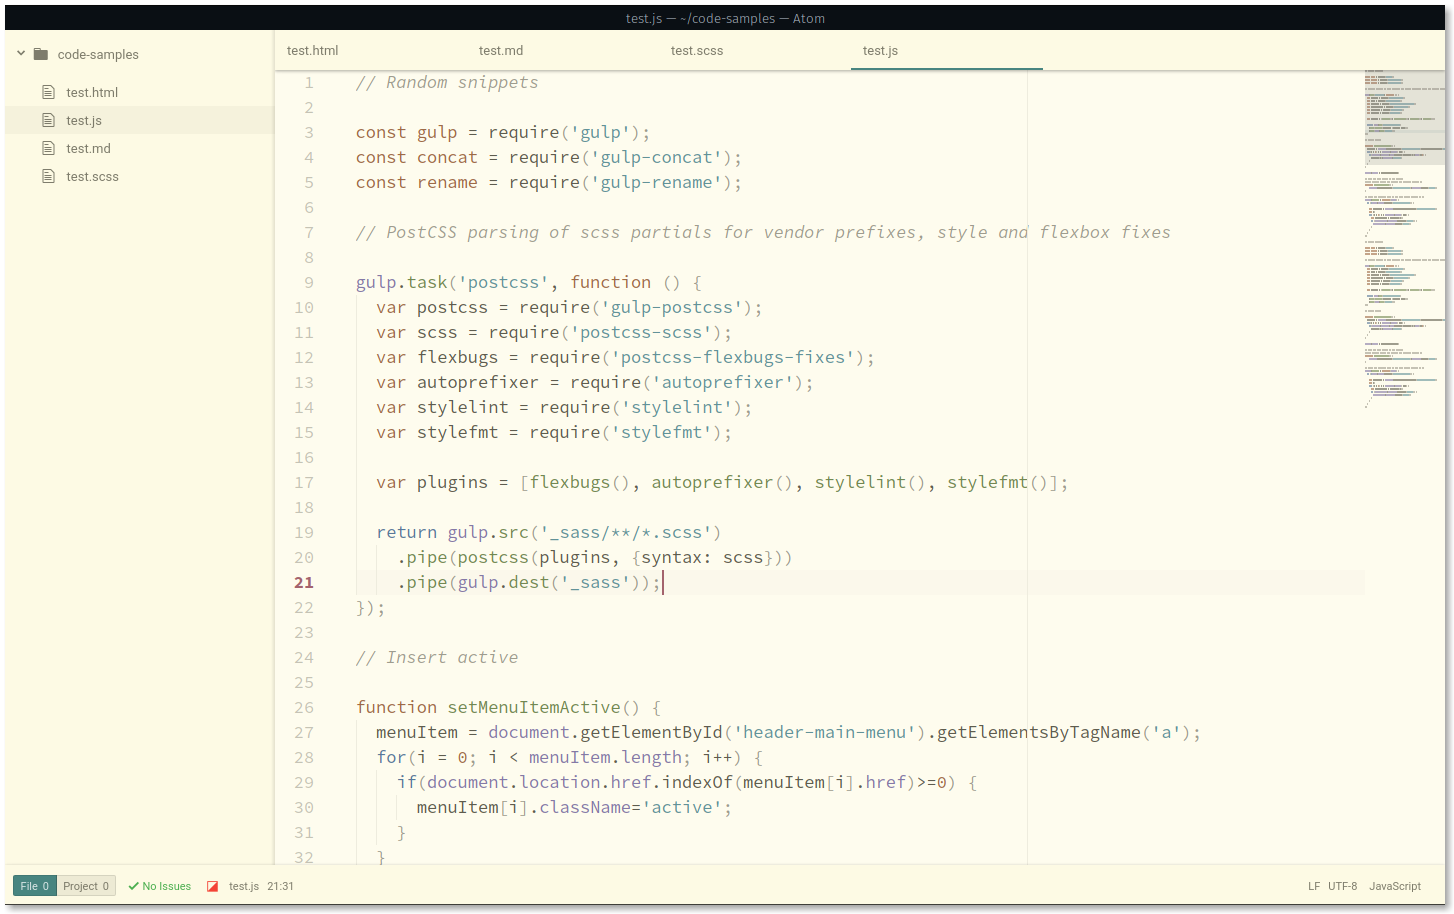 test.js — ~/code-samples — Atom
code-samples
test.html
test.js
test.md
test.scss
test.html test.md test.scss test.js
1 // Random snippets
2
3 const gulp = require('gulp');
4 const concat = require('gulp-concat');
5 const rename = require('gulp-rename');
6
7 // PostCSS parsing of scss partials for vendor prefixes, style and flexbox fixes
8
9 gulp.task('postcss', function () {
10   var postcss = require('gulp-postcss');
11   var scss = require('postcss-scss');
12   var flexbugs = require('postcss-flexbugs-fixes');
13   var autoprefixer = require('autoprefixer');
14   var stylelint = require('stylelint');
15   var stylefmt = require('stylefmt');
16
17   var plugins = [flexbugs(), autoprefixer(), stylelint(), stylefmt()];
18
19   return gulp.src('_sass/**/*.scss')
20     .pipe(postcss(plugins, {syntax: scss}))
21     .pipe(gulp.dest('_sass'));
22 });
23
24 // Insert active
25
26 function setMenuItemActive() {
27   menuItem = document.getElementById('header-main-menu').getElementsByTagName('a');
28   for(i = 0; i < menuItem.length; i++) {
29     if(document.location.href.indexOf(menuItem[i].href)>=0) {
30       menuItem[i].className='active';
31     }
32   }
File 0 Project 0 No Issues test.js 21:31 LF UTF-8 JavaScript